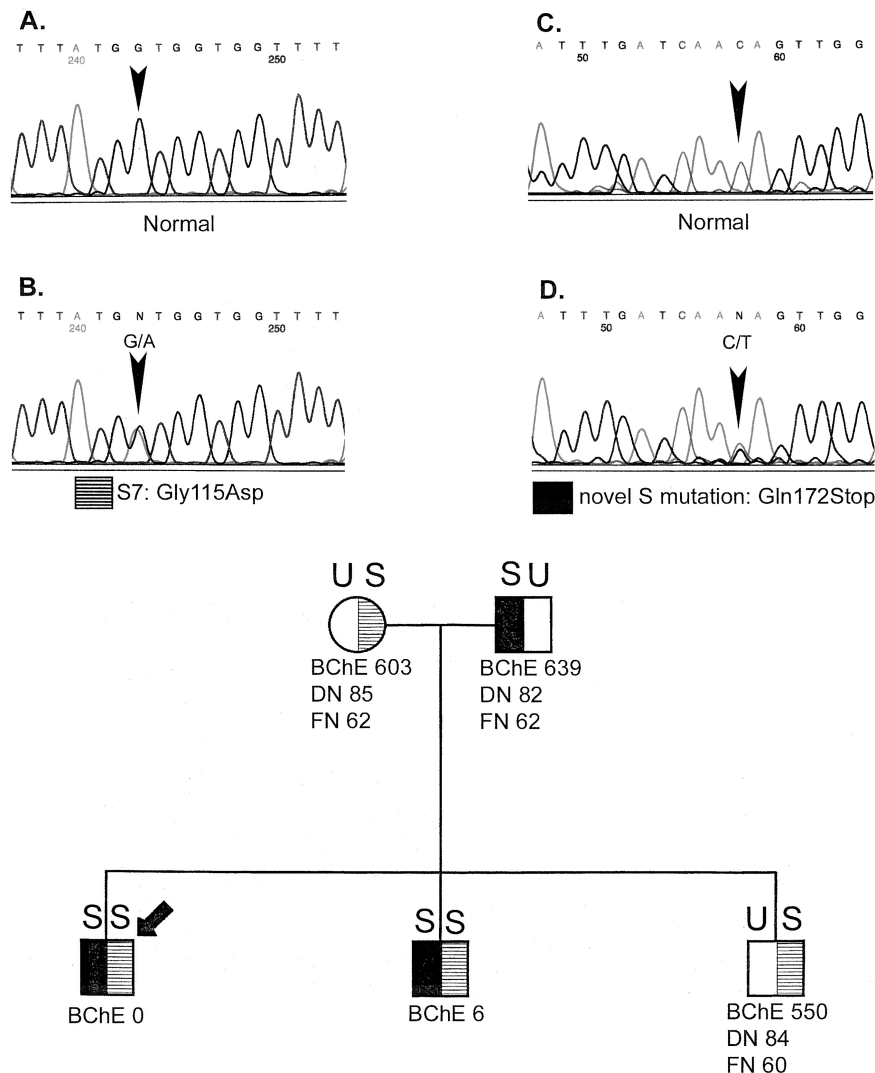 A.
T T T A T G G T G G T G G T T T T
240 250
Normal
C.
A T T T G A T C A A C A G T T G G
50 60
Normal
B.
T T T A T G N T G G T G G T T T T
240 250
G/A
S7: Gly115Asp
D.
A T T T G A T C A A N A G T T G G
50 60
C/T
novel S mutation: Gln172Stop
U S
S U
BChE 603
DN 85
FN 62
BChE 639
DN 82
FN 62
S S
BChE 0
S S
BChE 6
U S
BChE 550
DN 84
FN 60